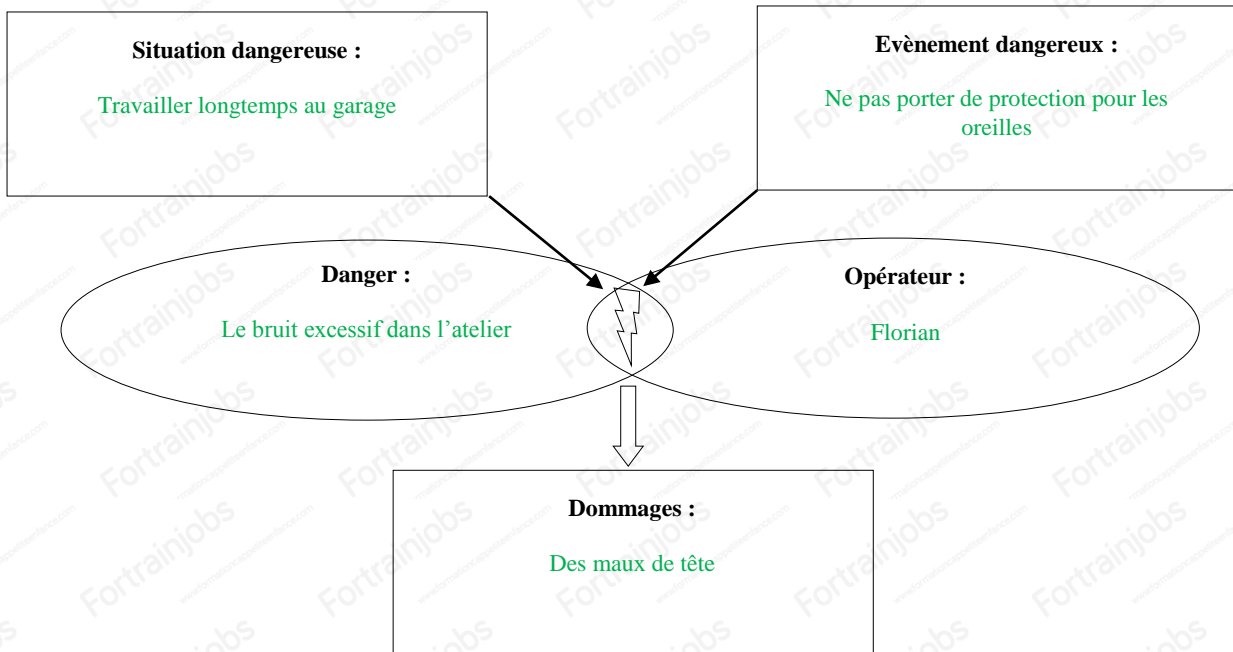 Situation dangereuse :
Travailler longtemps au garage
Evènement dangereux :
Ne pas porter de protection pour les
oreilles
Danger :
Le bruit excessif dans l’atelier
Opérateur :
Florian
Dommages :
Des maux de tête
Fortrainjobs